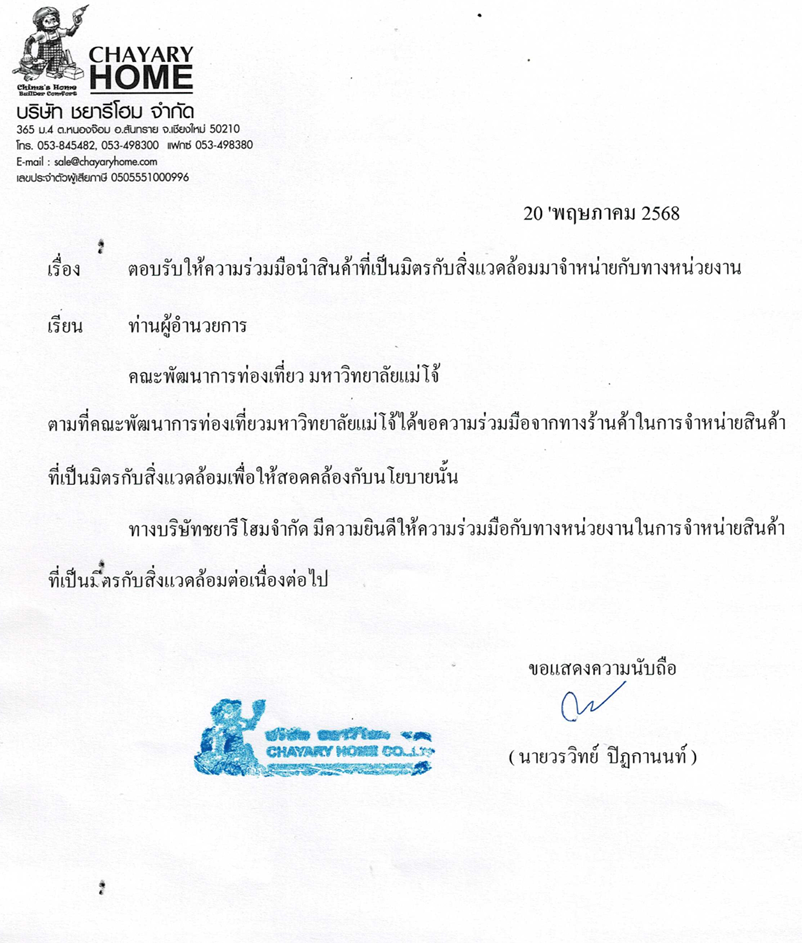 CHAYARY
HOME
China's Home
Builder Comfort
บริษัท ชยารีโฮม จำกัด
365 ม.4 ต.หนองจ๊อม อ.สันทราย จ.เชียงใหม่ 50210
โทร. 053-845482, 053-498300 แฟกซ์ 053-498380
E-mail : sale@chayaryhome.com
เลขประจำตัวผู้เสียภาษี 0505551000996
20 'พฤษภาคม 2568
เรื่อง ตอบรับให้ความร่วมมือนำสินค้าที่เป็นมิตรกับสิ่งแวดล้อมมาจำหน่ายกับทางหน่วยงาน
เรียน ท่านผู้อำนวยการ
คณะพัฒนาการท่องเที่ยว มหาวิทยาลัยแม่โจ้
ตามที่คณะพัฒนาการท่องเที่ยวมหาวิทยาลัยแม่โจ้ได้ขอความร่วมมือจากทางร้านค้าในการจำหน่ายสินค้า
ที่เป็นมิตรกับสิ่งแวดล้อมเพื่อให้สอดคล้องกับนโยบายนั้น
ทางบริษัทชยารีโฮมจำกัด มีความยินดีให้ความร่วมมือกับทางหน่วยงานในการจำหน่ายสินค้า
ที่เป็นมิตรกับสิ่งแวดล้อมต่อเนื่องต่อไป
ขอแสดงความนับถือ
CHAYARY HOME CO.,LTD
( นายวรวิทย์ ปิฎกานนท์ )